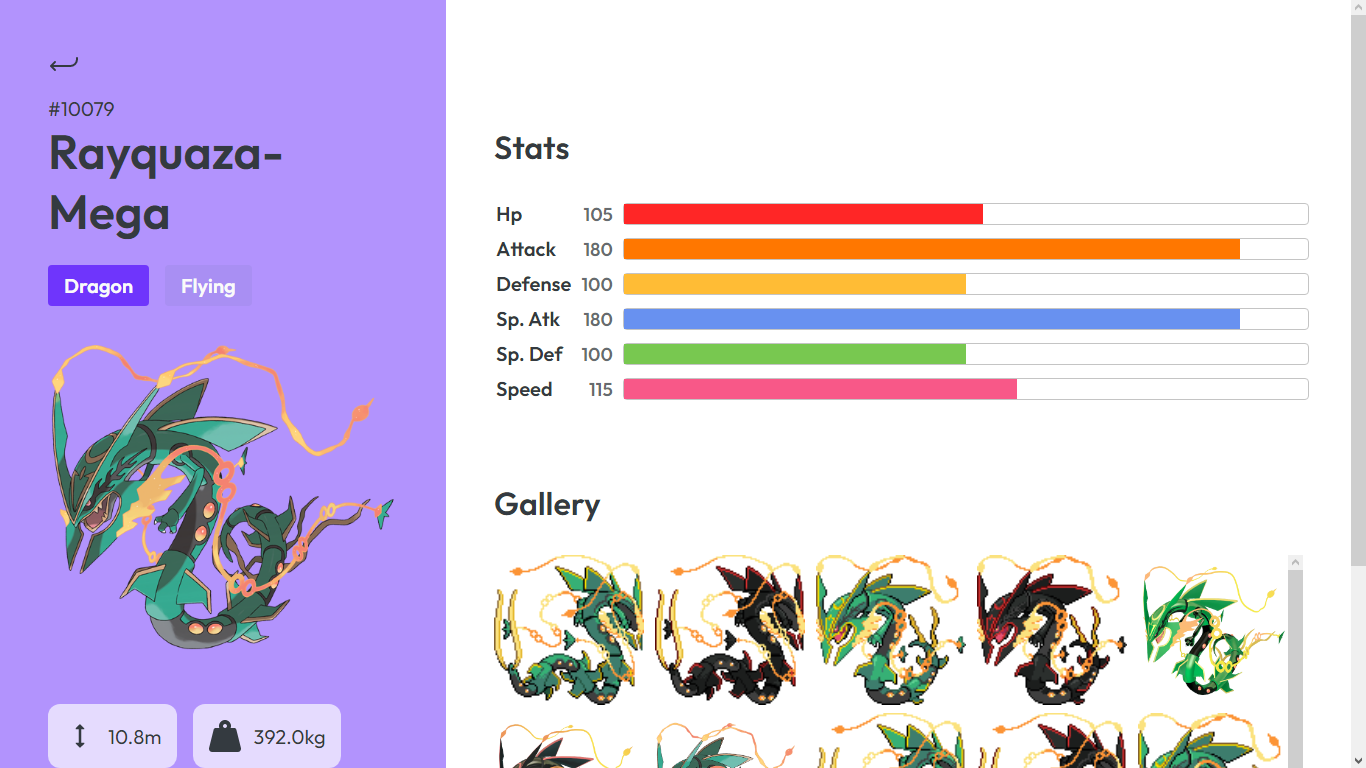 #10079
Rayquaza-
Mega
Dragon Flying
10.8m 392.0kg
Stats
Hp 105
Attack 180
Defense 100
Sp. Atk 180
Sp. Def 100
Speed 115
Gallery